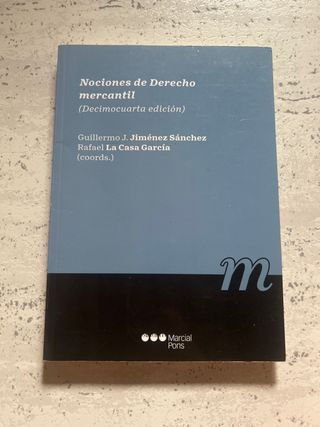 Nociones de Derecho
mercantil
(Decimocuarta edición)
Guillermo J. Jiménez Sánchez
Rafael La Casa García
(coords.)
m
Marcial
Pons